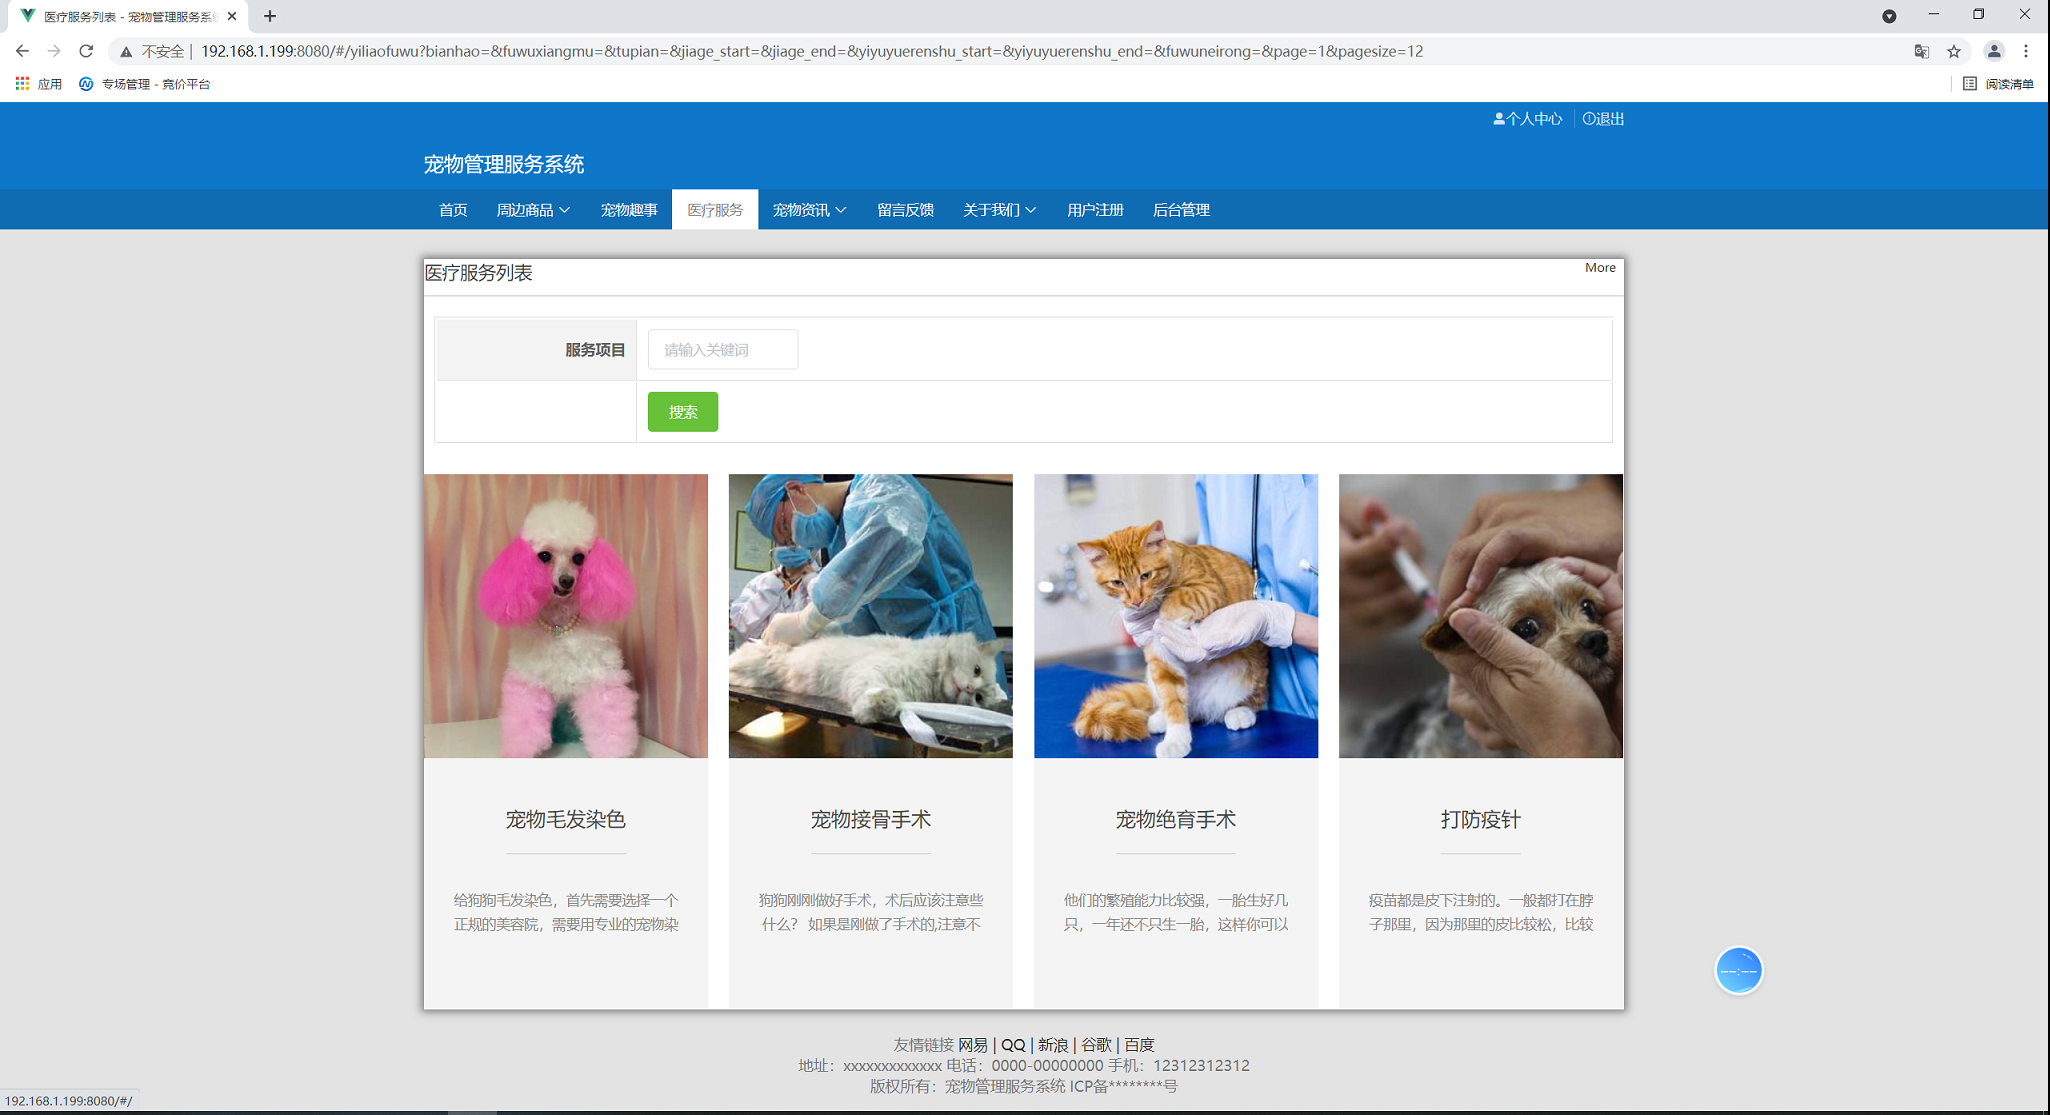 医疗服务列表 - 宠物管理服务系统
不安全 | 192.168.1.199:8080/#/yiliaofuwu?bianhao=&fuwuxiangmu=&tupian=&jiage_start=&jiage_end=&yiyuyuerenshu_start=&yiyuyuerenshu_end=&fuwuneirong=&page=1&pagesize=12
应用 专场管理 - 竞价平台 阅读清单
个人中心 退出
宠物管理服务系统
首页 周边商品 宠物趣事 医疗服务 宠物资讯 留言反馈 关于我们 用户注册 后台管理
医疗服务列表 More
服务项目 请输入关键词
搜索
宠物毛发染色 宠物接骨手术 宠物绝育手术 打防疫针
给狗狗毛发染色，首先需要选择一个
正规的美容院，需要用专业的宠物染
狗狗刚刚做好手术，术后应该注意些
什么？ 如果是刚做了手术的,注意不
他们的繁殖能力比较强，一胎生好几
只，一年还不只生一胎，这样你可以
疫苗都是皮下注射的。一般都打在脖
子那里，因为那里的皮比较松，比较
--:--
友情链接 网易 | QQ | 新浪 | 谷歌 | 百度
地址：xxxxxxxxxxxxx 电话：0000-00000000 手机：12312312312
版权所有：宠物管理服务系统 ICP备********号
192.168.1.199:8080/#/